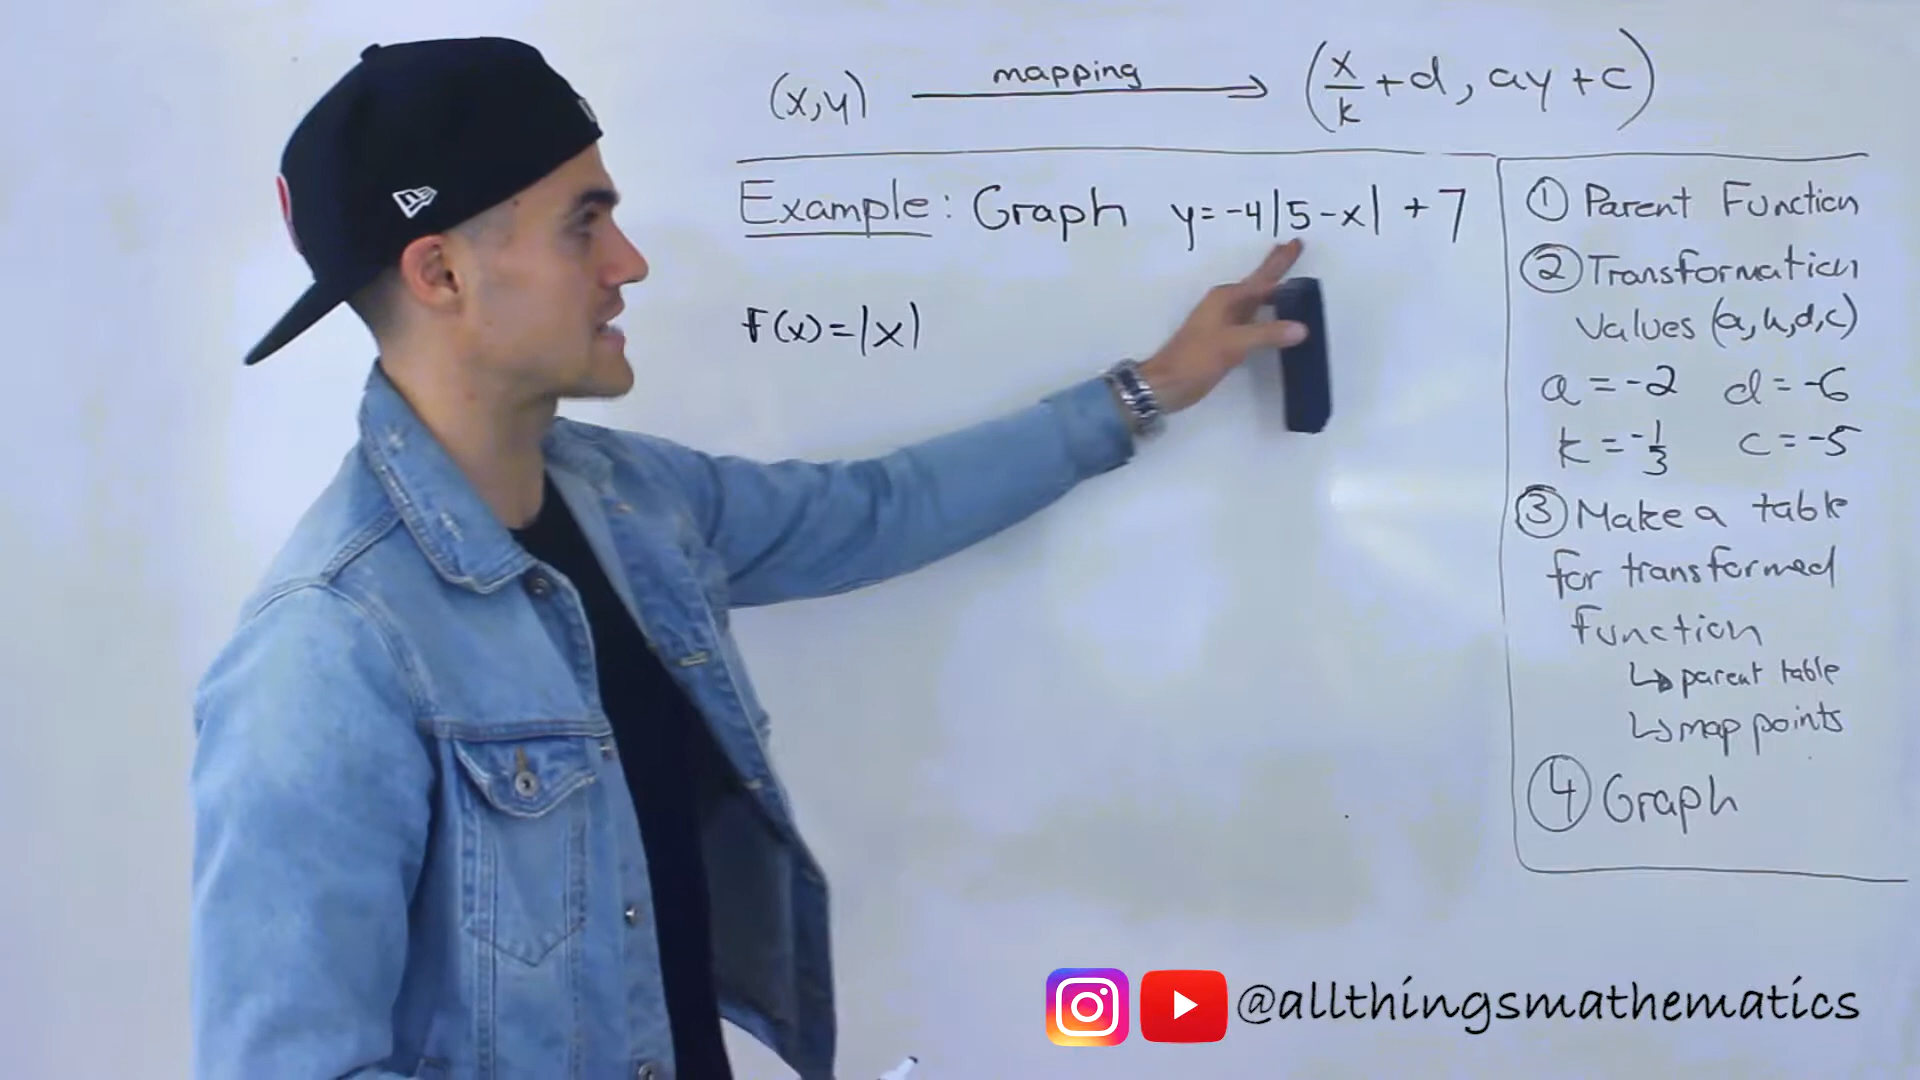 (x,y) mapping (x/k + d, ay + c)
Example: Graph y = -4|5 - x| + 7
f(x) = |x|
① Parent Function
② Transformation
Values (a,k,d,c)
a = -2 d = -6
k = -1/3 c = -5
③ Make a table
for transformed
function
↳ parent table
↳ map points
④ Graph
@allthingsmathematics